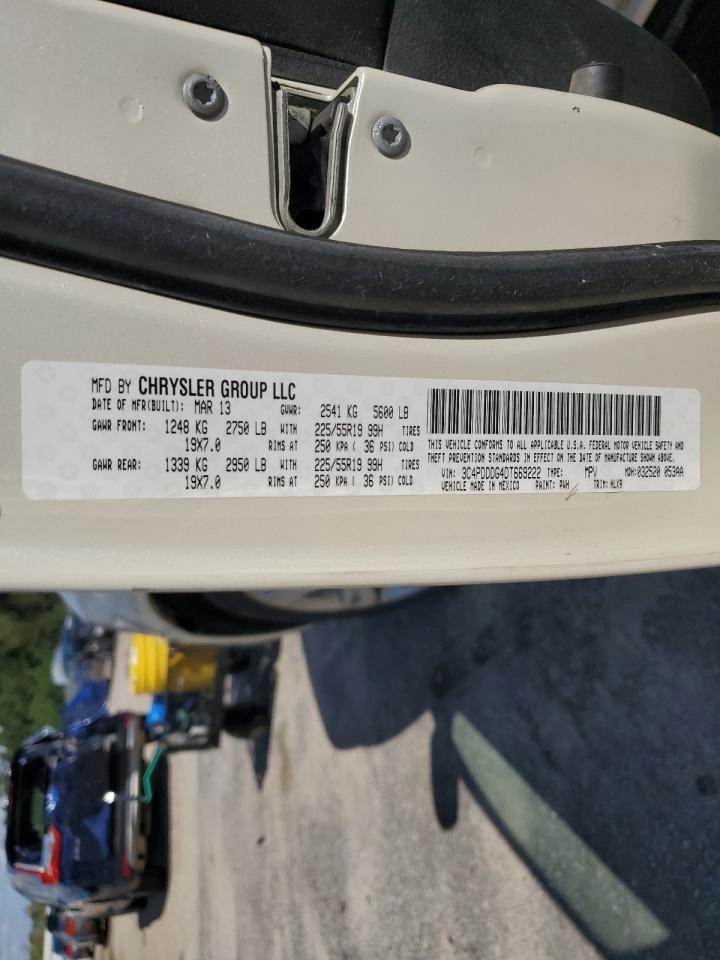 MFD BY CHRYSLER GROUP LLC
DATE OF MFR(BUILT): MAR 13 GVWR: 2541 KG 5600 LB
GAWR FRONT: 1248 KG 2750 LB WITH 225/55R19 99H TIRES
19X7.0 RIMS AT 250 KPA ( 36 PSI) COLD
GAWR REAR: 1339 KG 2950 LB WITH 225/55R19 99H TIRES
19X7.0 RIMS AT 250 KPA ( 36 PSI) COLD
THIS VEHICLE CONFORMS TO ALL APPLICABLE U.S.A. FEDERAL MOTOR VEHICLE SAFETY AND
THEFT PREVENTION STANDARDS IN EFFECT ON THE DATE OF MANUFACTURE SHOWN ABOVE.
VIN: 3C4PDDDG4DT669222 TYPE: MPV MDH: 032520 053AA
VEHICLE MADE IN MEXICO PAINT: PWH TRIM: HLX9